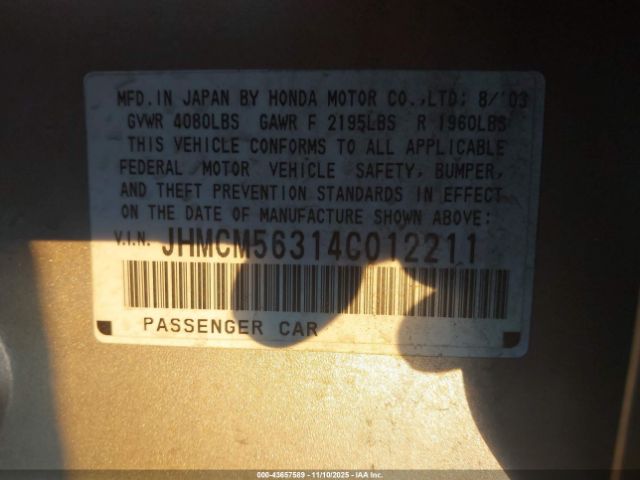 MFD. IN JAPAN BY HONDA MOTOR CO.,LTD; 8/'03
GVWR 4080LBS GAWR F 2195LBS R 1960LBS
THIS VEHICLE CONFORMS TO ALL APPLICABLE
FEDERAL MOTOR VEHICLE SAFETY, BUMPER,
AND THEFT PREVENTION STANDARDS IN EFFECT
ON THE DATE OF MANUFACTURE SHOWN ABOVE:
V.I.N. JHMCM56314C012211
PASSENGER CAR
000-43657589 | 11/10/2025 | Copyright: IAA Inc.